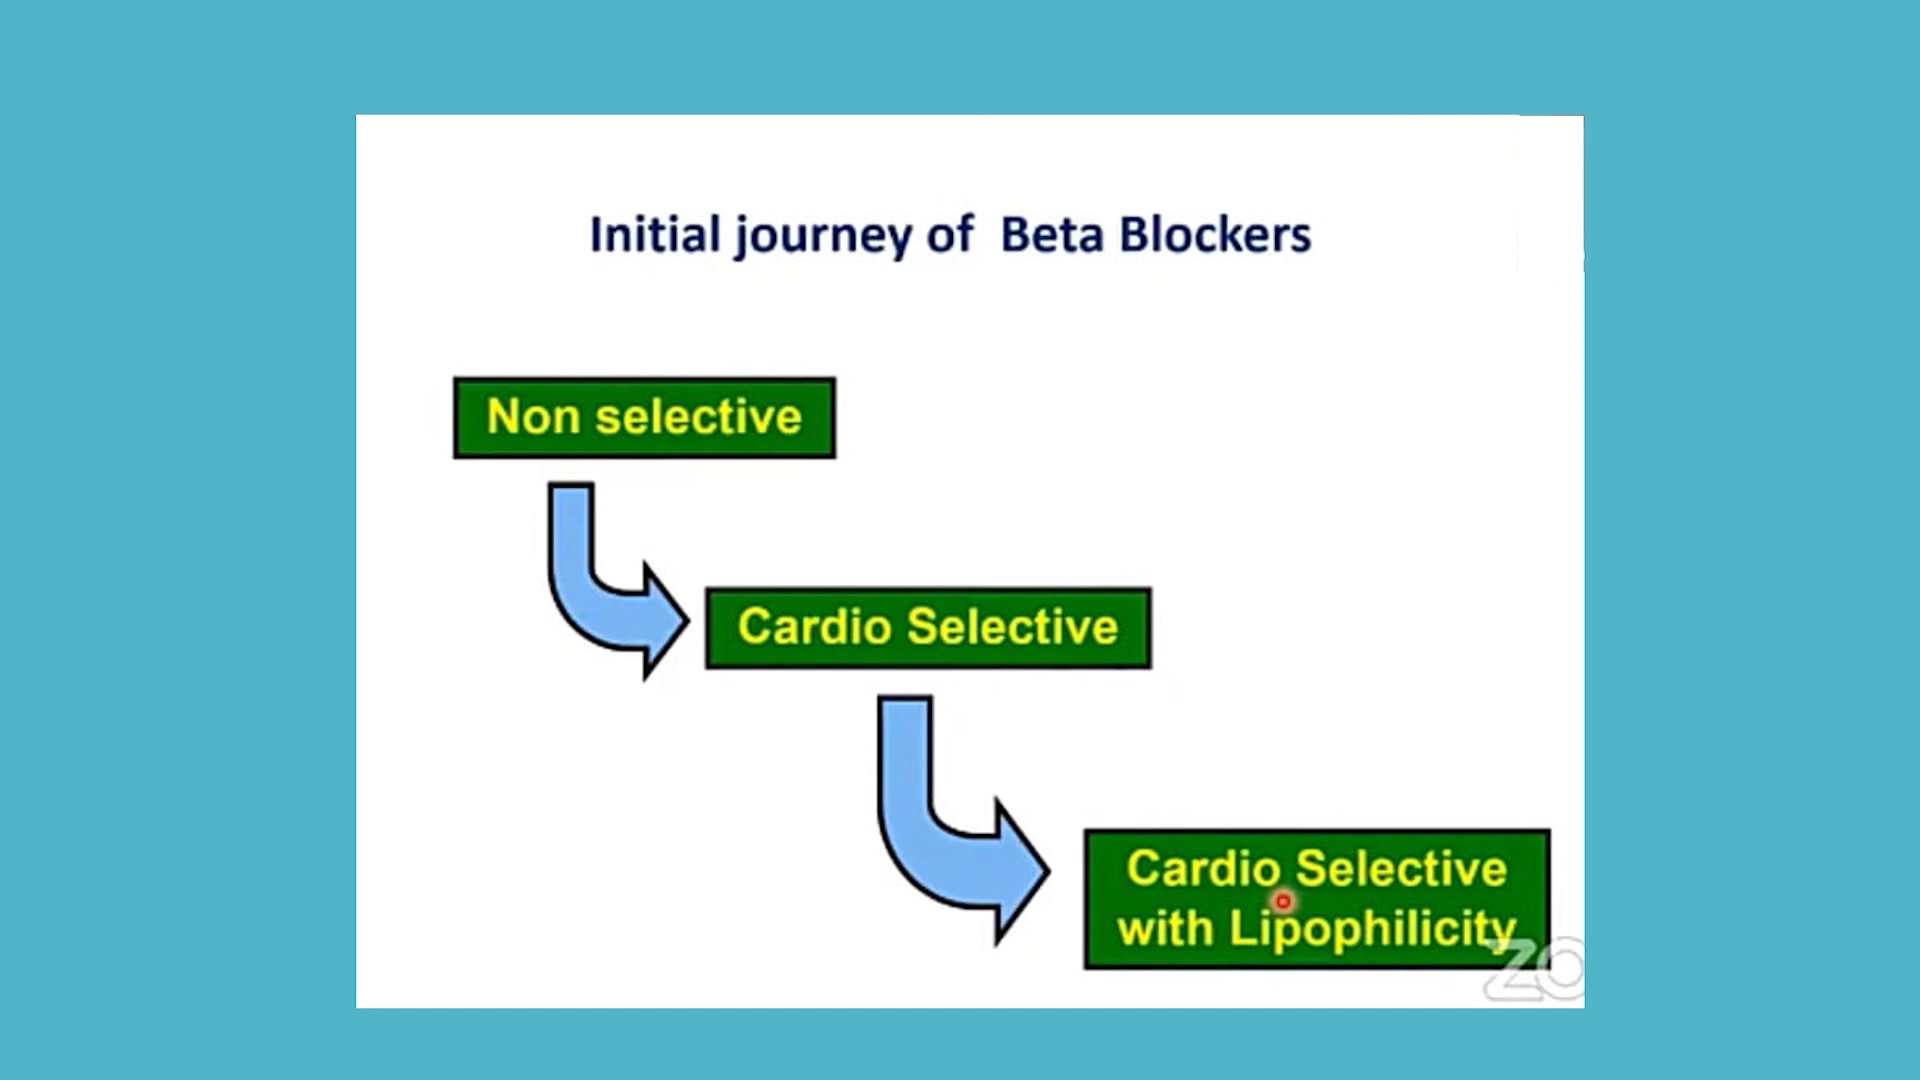 Initial journey of Beta Blockers
Non selective
Cardio Selective
Cardio Selective
with Lipophilicity